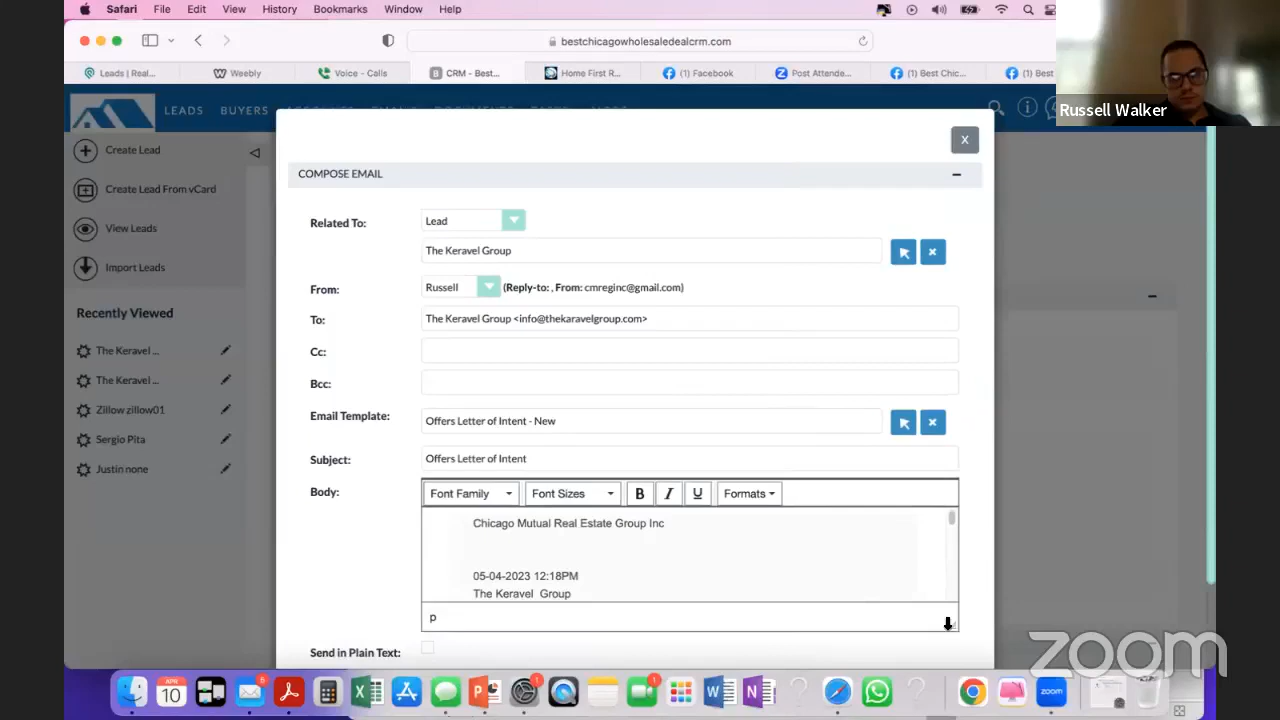 Safari File Edit View History Bookmarks Window Help
bestchicagowholesaledealcrm.com
Leads | Real... Weebly Voice - Calls CRM - Best... Home First R... (1) Facebook Post Attende... (1) Best Chic... (1) Best
Russell Walker
LEADS BUYERS
Create Lead
Create Lead From vCard
View Leads
Import Leads
Recently Viewed
The Keravel ...
The Keravel ...
Zillow zillow01
Sergio Pita
Justin none
X
COMPOSE EMAIL
Related To: Lead
The Keravel Group
From: Russell (Reply-to: , From: cmreginc@gmail.com)
To: The Keravel Group <info@thekaravelgroup.com>
Cc:
Bcc:
Email Template: Offers Letter of Intent - New
Subject: Offers Letter of Intent
Body: Font Family Font Sizes B I U Formats
Chicago Mutual Real Estate Group Inc
05-04-2023 12:18PM
The Keravel Group
p
Send in Plain Text:
zoom
APR
10
zoom